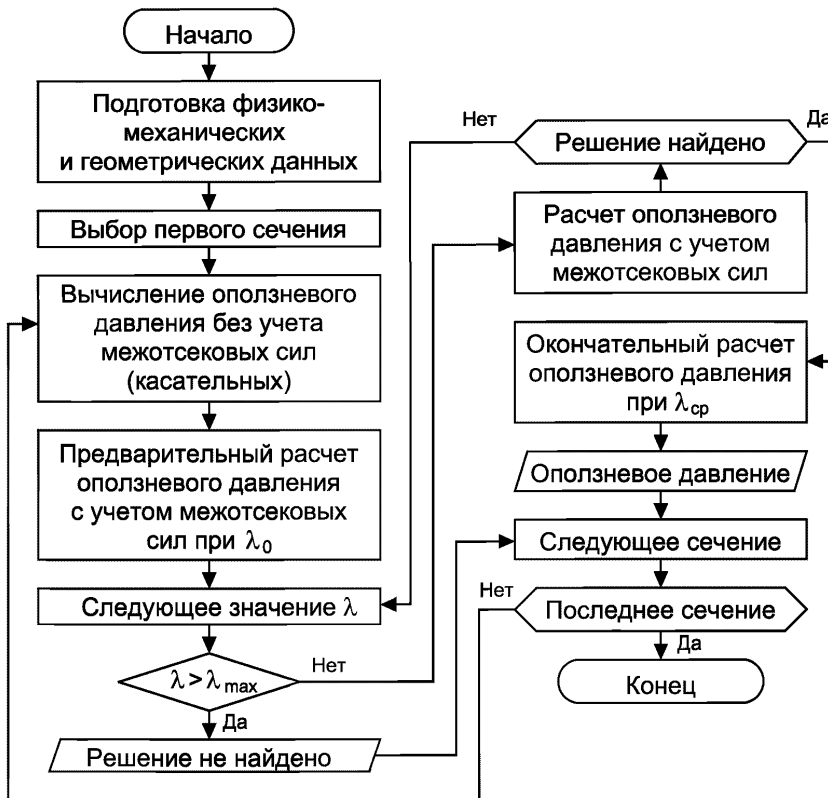 Начало
Подготовка физико-
механических
и геометрических данных
Выбор первого сечения
Вычисление оползневого
давления без учета
межотсековых сил
(касательных)
Предварительный расчет
оползневого давления
с учетом межотсековых
сил при λ₀
Следующее значение λ
λ > λ max
Нет
Да
Решение не найдено
Нет
Решение найдено
Да
Расчет оползневого
давления с учетом
межотсековых сил
Окончательный расчет
оползневого давления
при λср
Оползневое давление
Следующее сечение
Нет
Последнее сечение
Да
Конец